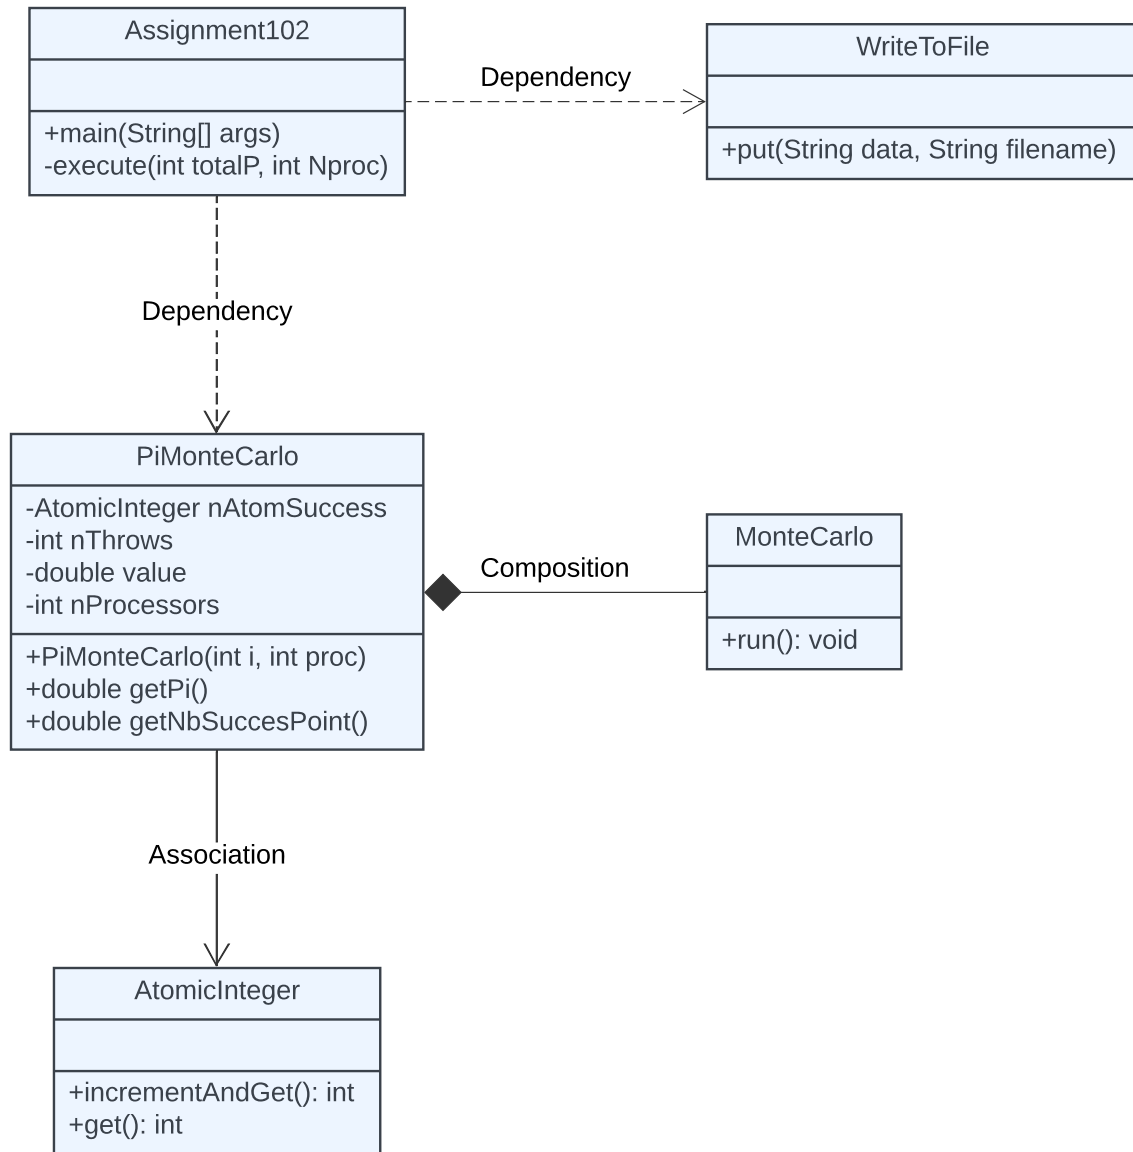 Assignment102
+main(String[] args)
-execute(int totalP, int Nproc)
Dependency
WriteToFile
+put(String data, String filename)
Dependency
PiMonteCarlo
-AtomicInteger nAtomSuccess
-int nThrows
-double value
-int nProcessors
+PiMonteCarlo(int i, int proc)
+double getPi()
+double getNbSuccesPoint()
Composition
MonteCarlo
+run(): void
Association
AtomicInteger
+incrementAndGet(): int
+get(): int